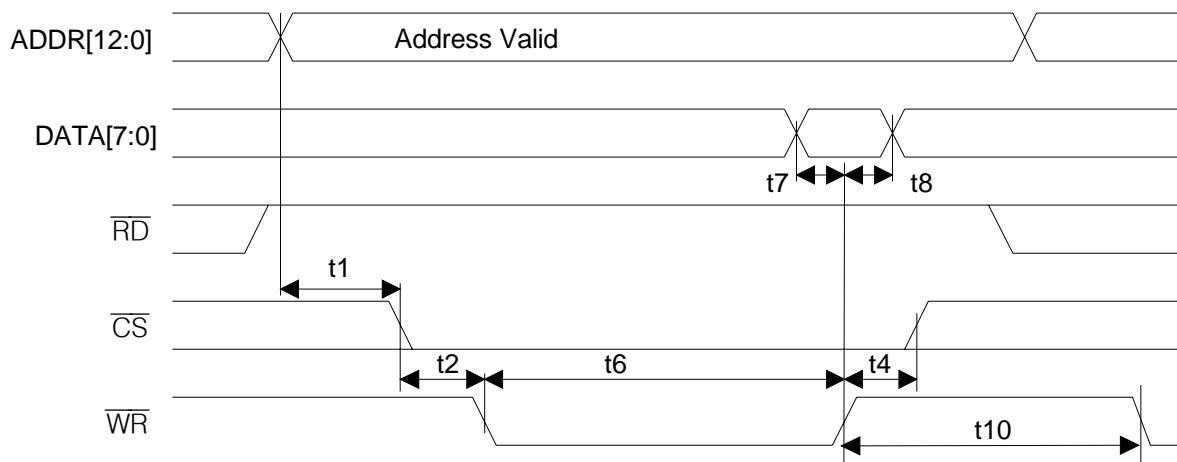 ADDR[12:0]
Address Valid
DATA[7:0]
t7
t8
RD
t1
CS
t2
t6
t4
WR
t10